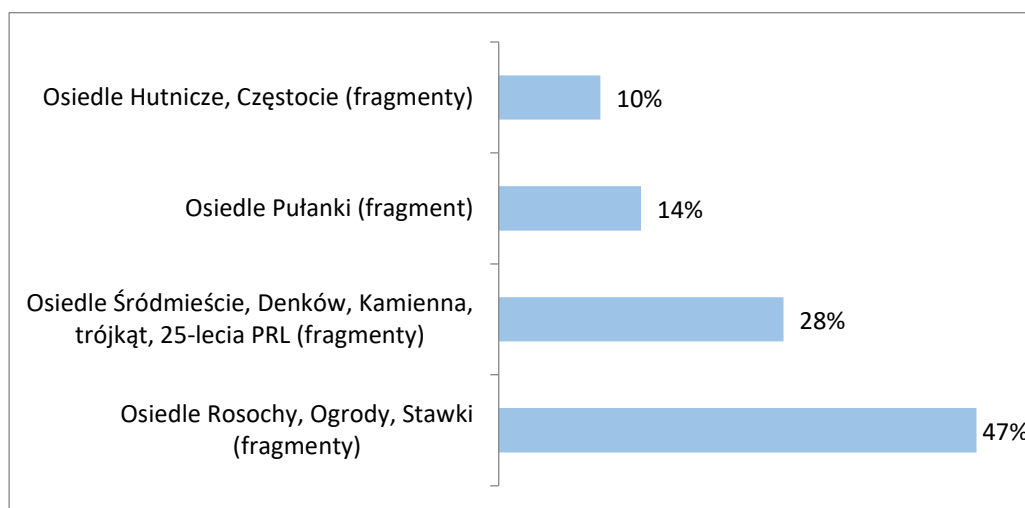 Osiedle Hutnicze, Częstocie (fragmenty)
10%
Osiedle Pułanki (fragment)
14%
Osiedle Śródmieście, Denków, Kamienna,
trójkąt, 25-lecia PRL (fragmenty)
28%
Osiedle Rosochy, Ogrody, Stawki
(fragmenty)
47%